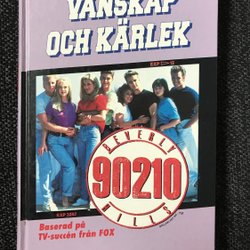 VÄNSKAP
OCH KÄRLEK
BEVERLY
90210
HILLS
Baserad på
TV-succén från FOX